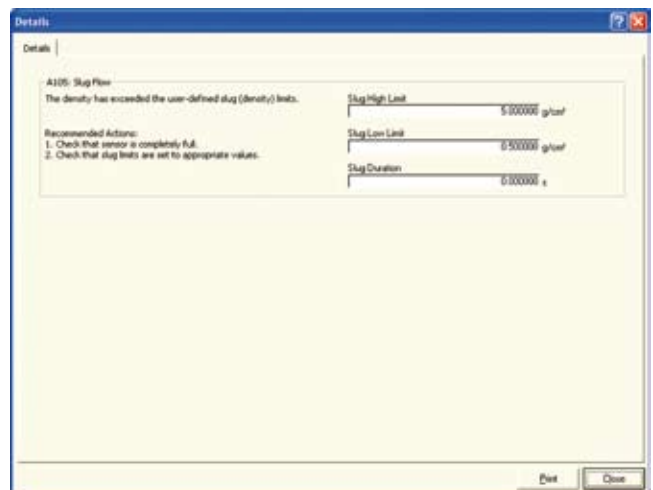 Details
Details
A105: Slug Flow
The density has exceeded the user-defined slug (density) limits.
Recommended Actions:
1. Check that sensor is completely full.
2. Check that slug limits are set to appropriate values.
Slug High Limit
5.000000 g/cm³
Slug Low Limit
0.500000 g/cm³
Slug Duration
0.000000 s
Print
Close